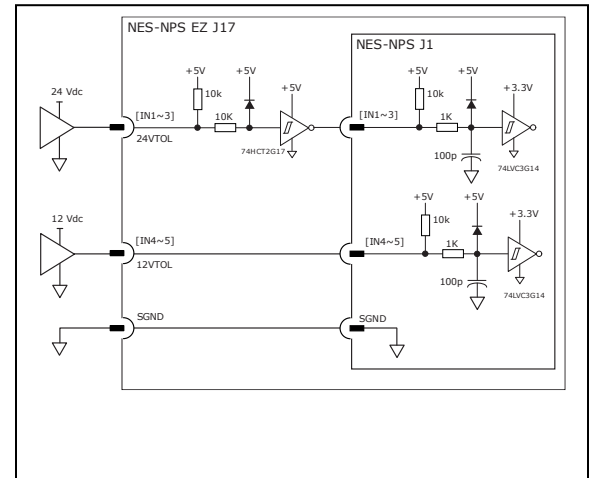 NES-NPS EZ J17
NES-NPS J1
24 Vdc
+5V
+5V
+5V
10k
10K
[IN1~3]
24VTOL
74HCT2G17
+5V
+5V
+3.3V
10k
1K
[IN1~3]
100p
74LVC3G14
12 Vdc
[IN4~5]
12VTOL
+5V
+5V
+3.3V
10k
1K
[IN4~5]
100p
74LVC3G14
SGND
SGND